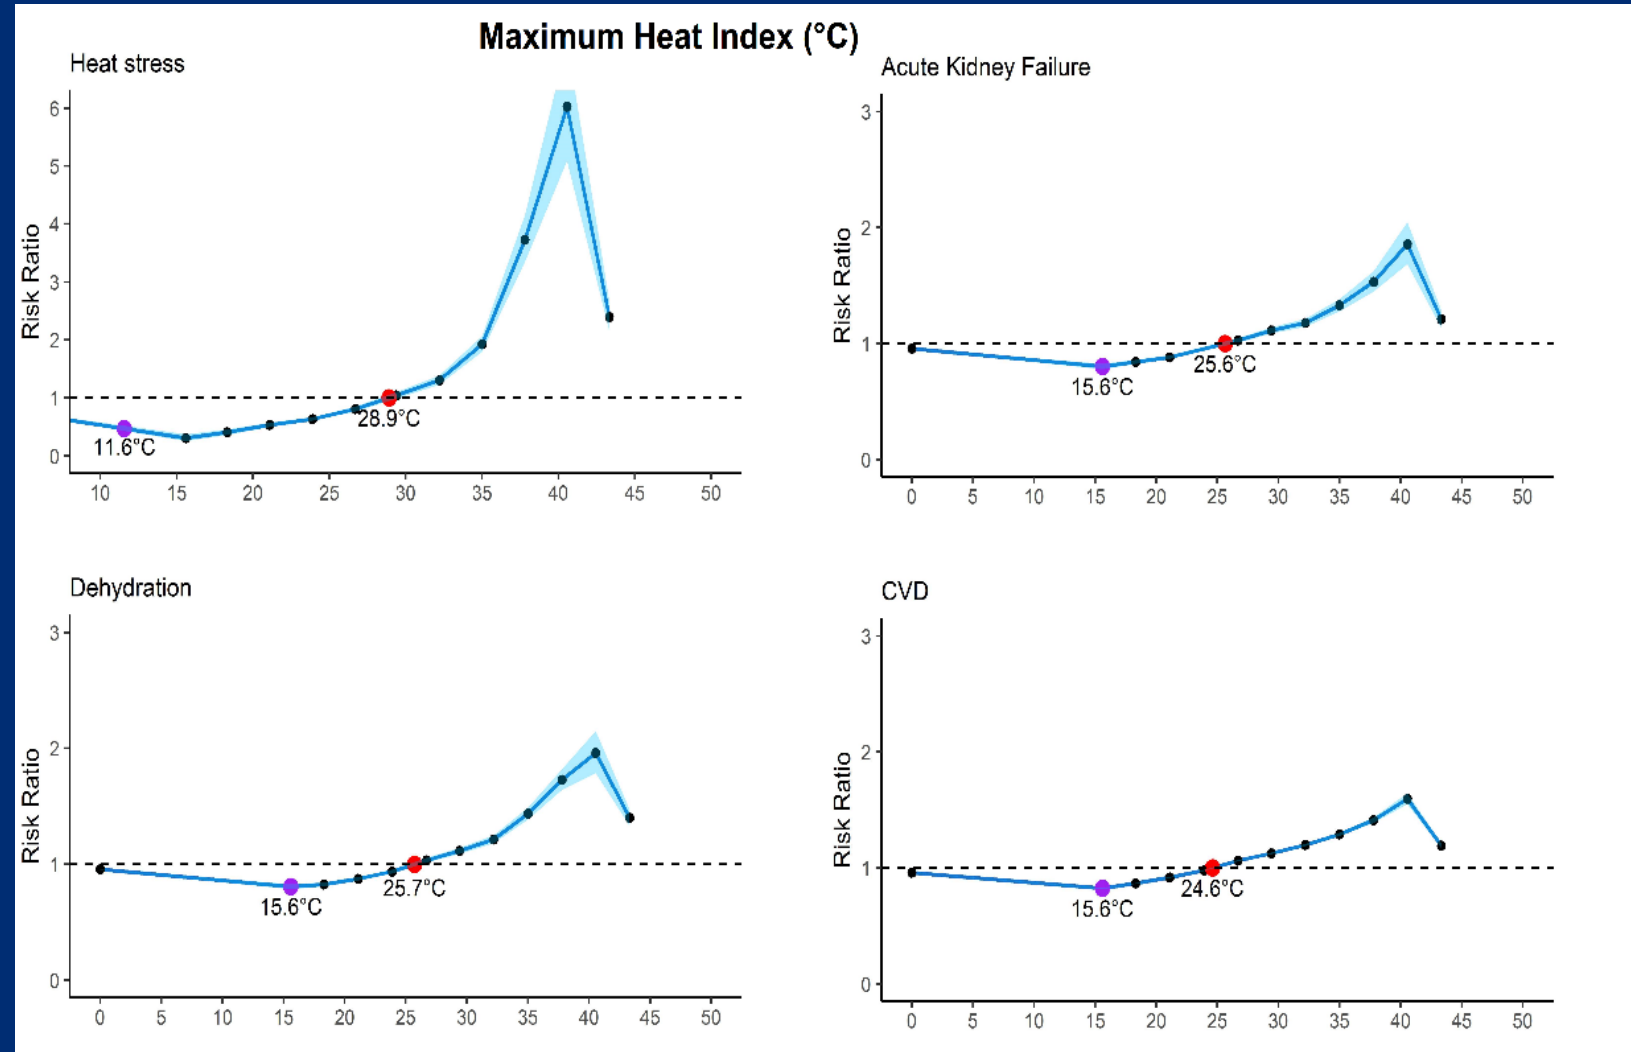 Maximum Heat Index (°C)
Heat stress
Risk Ratio
6
5
4
3
2
1
0
11.6°C
28.9°C
10 15 20 25 30 35 40 45 50
Acute Kidney Failure
Risk Ratio
3
2
1
0
15.6°C
25.6°C
0 5 10 15 20 25 30 35 40 45 50
Dehydration
Risk Ratio
3
2
1
0
15.6°C
25.7°C
0 5 10 15 20 25 30 35 40 45 50
CVD
Risk Ratio
3
2
1
0
15.6°C
24.6°C
0 5 10 15 20 25 30 35 40 45 50